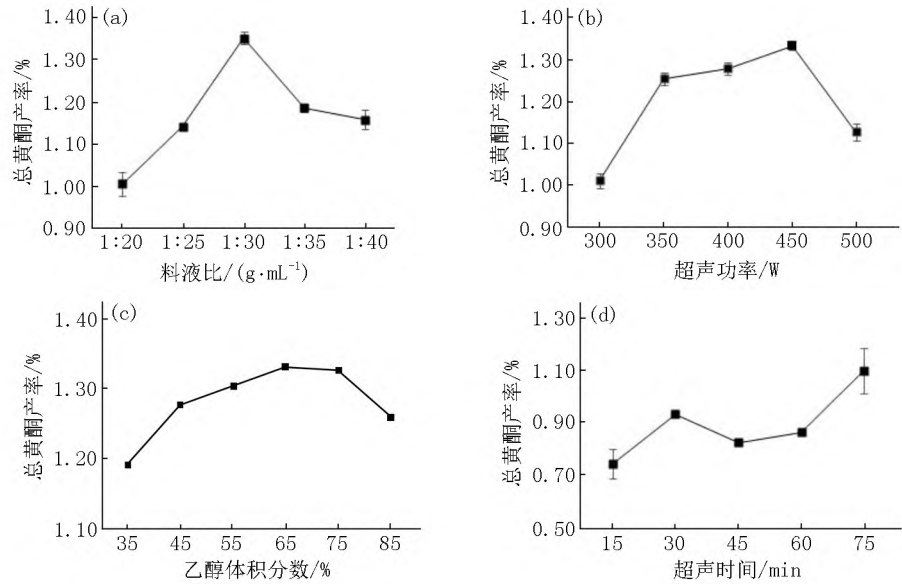 (a)
总黄酮产率/%
1.40
1.30
1.20
1.10
1.00
0.90
1∶20 1∶25 1∶30 1∶35 1∶40
料液比/(g·mL⁻¹)
(b)
总黄酮产率/%
1.40
1.30
1.20
1.10
1.00
0.90
300 350 400 450 500
超声功率/W
(c)
总黄酮产率/%
1.40
1.30
1.20
1.10
35 45 55 65 75 85
乙醇体积分数/%
(d)
总黄酮产率/%
1.30
1.10
0.90
0.70
0.50
15 30 45 60 75
超声时间/min